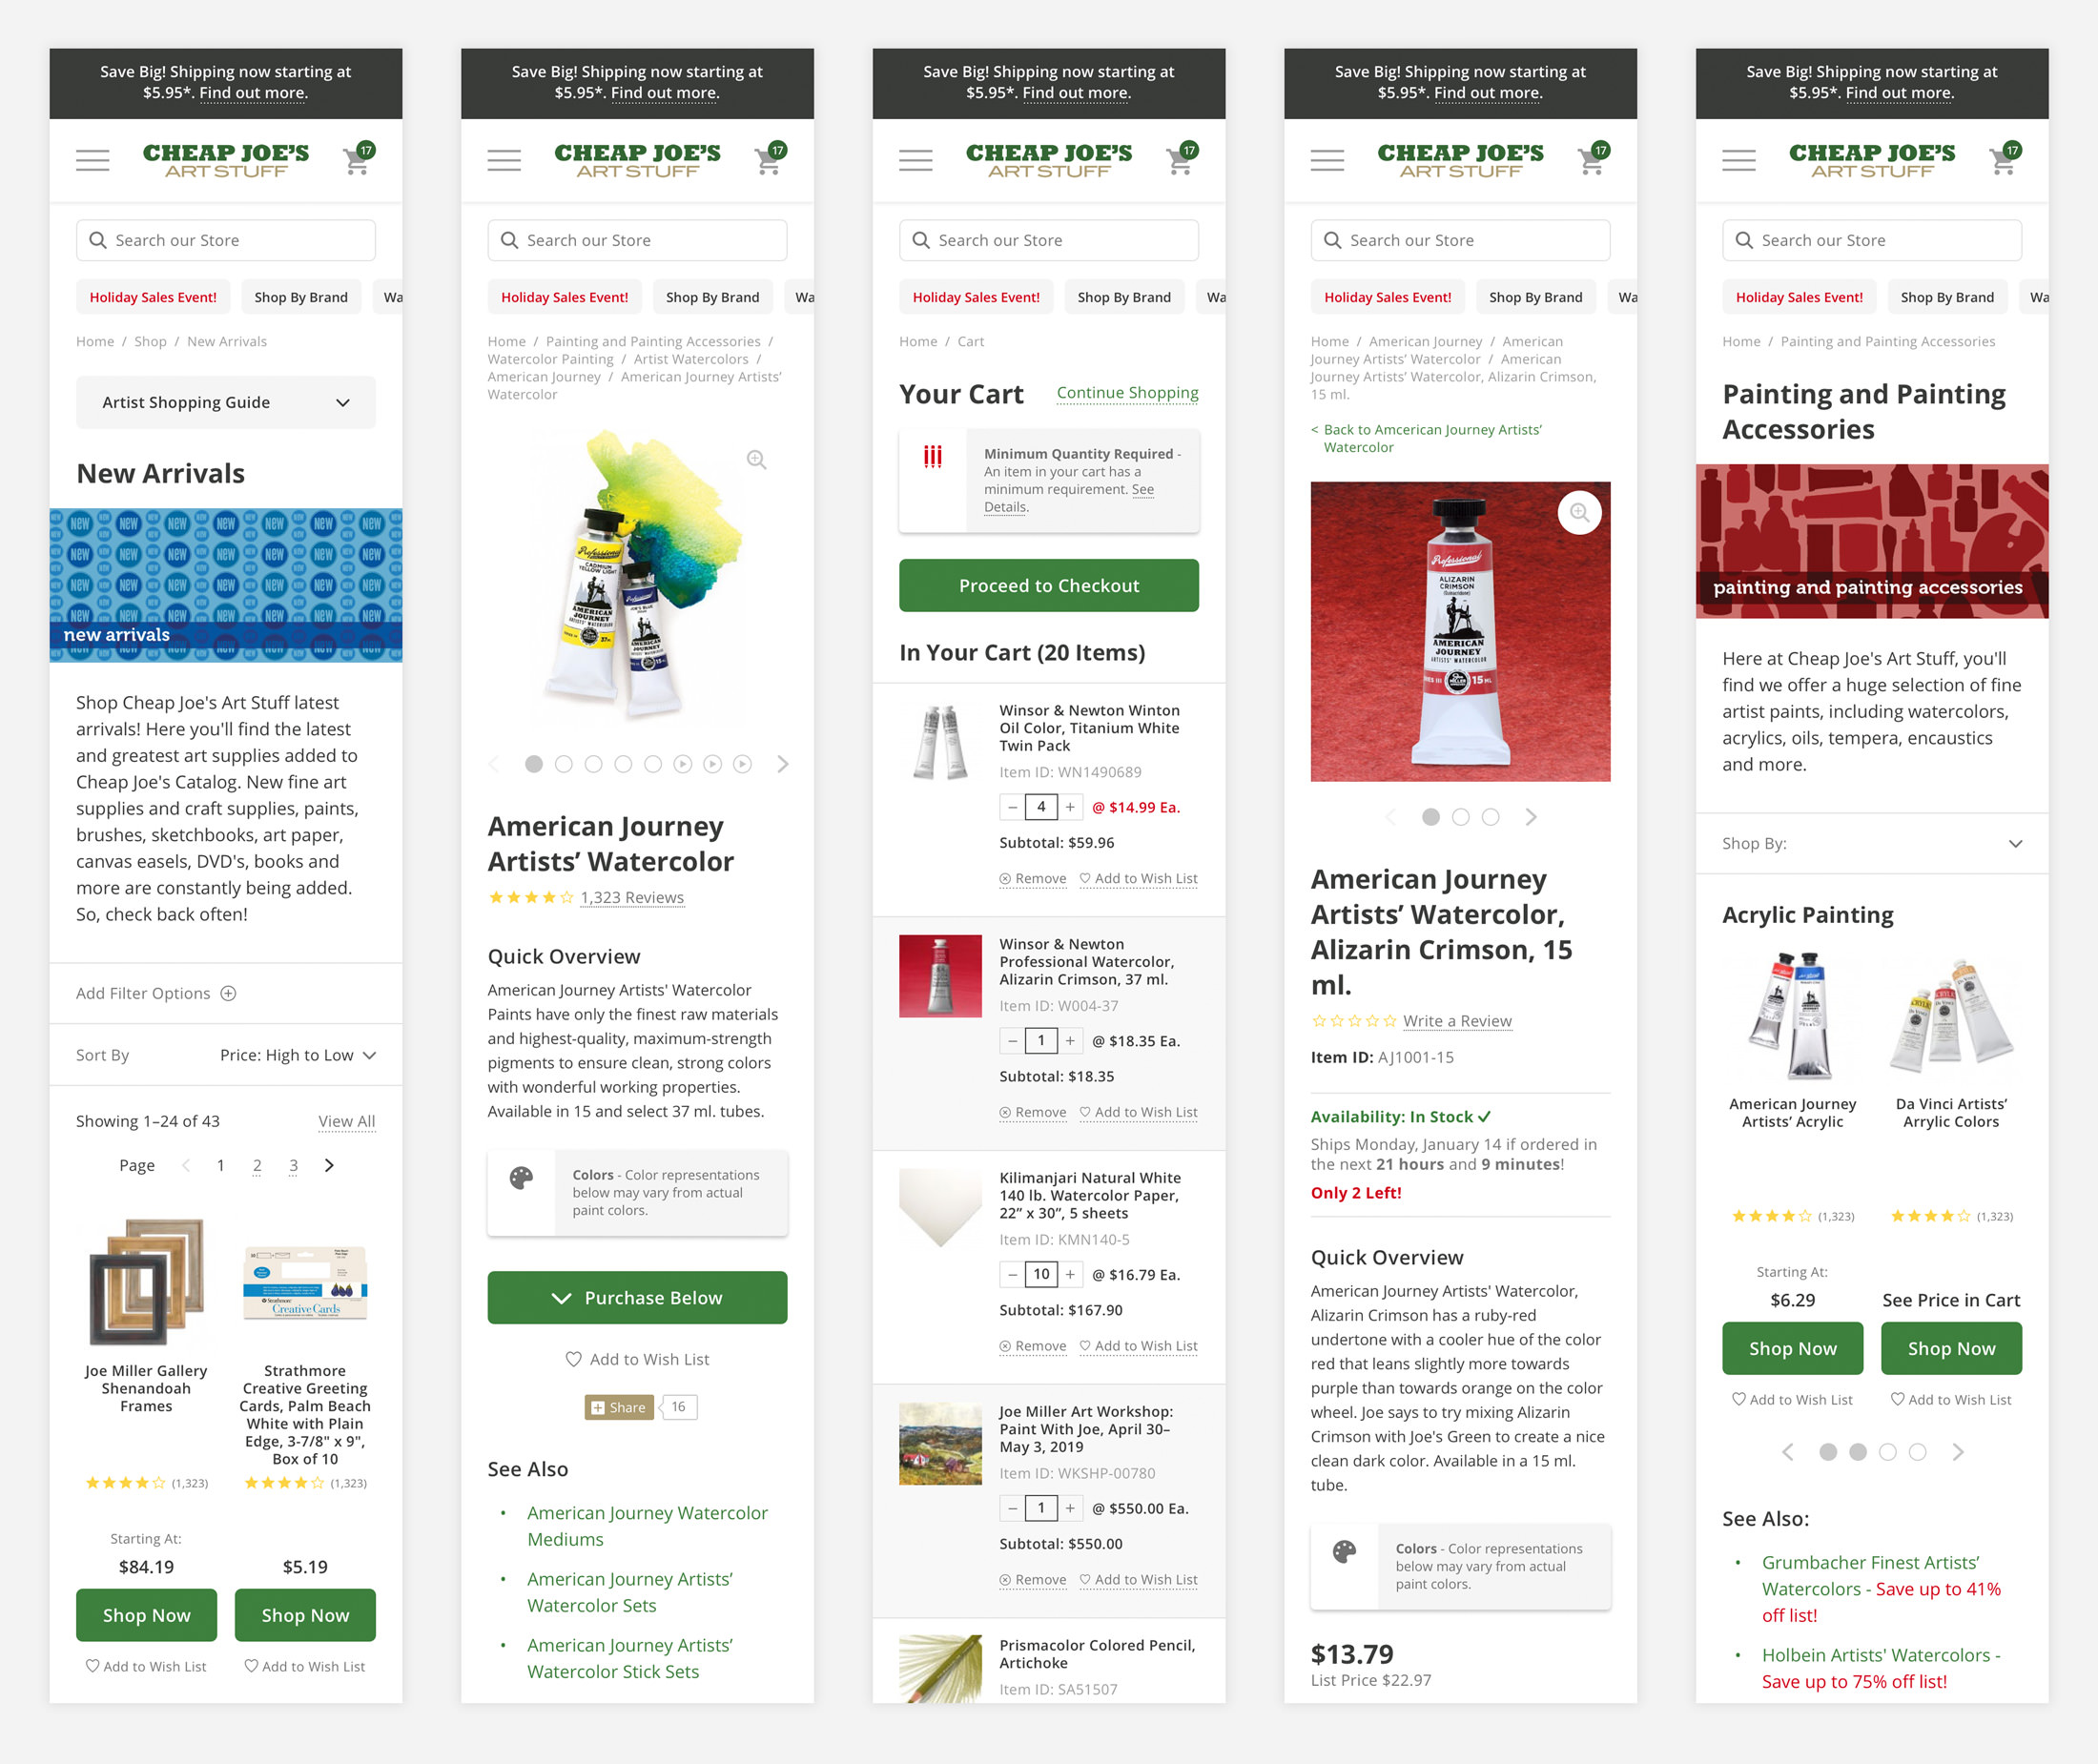 Save Big! Shipping now starting at
$5.95*. Find out more.
CHEAP JOE'S
ART STUFF
17
Search our Store
Holiday Sales Event!
Shop By Brand
Wa
Home / Shop / New Arrivals
Artist Shopping Guide
New Arrivals
new arrivals
Shop Cheap Joe's Art Stuff latest
arrivals! Here you'll find the latest
and greatest art supplies added to
Cheap Joe's Catalog. New fine art
supplies and craft supplies, paints,
brushes, sketchbooks, art paper,
canvas easels, DVD's, books and
more are constantly being added.
So, check back often!
Add Filter Options
Sort By Price: High to Low
Showing 1–24 of 43 View All
Page 1 2 3
Joe Miller Gallery
Shenandoah
Frames
(1,323)
Starting At:
$84.19
Shop Now
Add to Wish List
Creative Cards
Strathmore
Creative Greeting
Cards, Palm Beach
White with Plain
Edge, 3-7/8" x 9",
Box of 10
(1,323)
$5.19
Shop Now
Add to Wish List
Save Big! Shipping now starting at
$5.95*. Find out more.
CHEAP JOE'S
ART STUFF
17
Search our Store
Holiday Sales Event!
Shop By Brand
Wa
Home / Painting and Painting Accessories /
Watercolor Painting / Artist Watercolors /
American Journey / American Journey Artists’
Watercolor
Professional
CADMIUM
YELLOW LIGHT
AMERICAN
JOURNEY
AMERICAN
JOURNEY
American Journey
Artists’ Watercolor
1,323 Reviews
Quick Overview
American Journey Artists' Watercolor
Paints have only the finest raw materials
and highest-quality, maximum-strength
pigments to ensure clean, strong colors
with wonderful working properties.
Available in 15 and select 37 ml. tubes.
Colors - Color representations
below may vary from actual
paint colors.
Purchase Below
Add to Wish List
Share 16
See Also
• American Journey Watercolor
Mediums
• American Journey Artists’
Watercolor Sets
• American Journey Artists’
Watercolor Stick Sets
Save Big! Shipping now starting at
$5.95*. Find out more.
CHEAP JOE'S
ART STUFF
17
Search our Store
Holiday Sales Event!
Shop By Brand
Wa
Home / Cart
Your Cart Continue Shopping
Minimum Quantity Required -
An item in your cart has a
minimum requirement. See
Details.
Proceed to Checkout
In Your Cart (20 Items)
Winsor & Newton Winton
Oil Color, Titanium White
Twin Pack
Item ID: WN1490689
− 4 + @ $14.99 Ea.
Subtotal: $59.96
Remove Add to Wish List
Winsor & Newton
Professional Watercolor,
Alizarin Crimson, 37 ml.
Item ID: W004-37
− 1 + @ $18.35 Ea.
Subtotal: $18.35
Remove Add to Wish List
Kilimanjari Natural White
140 lb. Watercolor Paper,
22” x 30”, 5 sheets
Item ID: KMN140-5
− 10 + @ $16.79 Ea.
Subtotal: $167.90
Remove Add to Wish List
Joe Miller Art Workshop:
Paint With Joe, April 30–
May 3, 2019
Item ID: WKSHP-00780
− 1 + @ $550.00 Ea.
Subtotal: $550.00
Remove Add to Wish List
Prismacolor Colored Pencil,
Artichoke
Item ID: SA51507
Save Big! Shipping now starting at
$5.95*. Find out more.
CHEAP JOE'S
ART STUFF
17
Search our Store
Holiday Sales Event!
Shop By Brand
Wa
Home / American Journey / American
Journey Artists’ Watercolor / American
Journey Artists’ Watercolor, Alizarin Crimson,
15 ml.
< Back to Amcerican Journey Artists’
Watercolor
Professional
ALIZARIN
CRIMSON
AMERICAN
JOURNEY
ARTISTS' WATERCOLOR
15 ML
American Journey
Artists’ Watercolor,
Alizarin Crimson, 15
ml.
Write a Review
Item ID: AJ1001-15
Availability: In Stock ✓
Ships Monday, January 14 if ordered in
the next 21 hours and 9 minutes!
Only 2 Left!
Quick Overview
American Journey Artists' Watercolor,
Alizarin Crimson has a ruby-red
undertone with a cooler hue of the color
red that leans slightly more towards
purple than towards orange on the color
wheel. Joe says to try mixing Alizarin
Crimson with Joe's Green to create a nice
clean dark color. Available in a 15 ml.
tube.
Colors - Color representations
below may vary from actual
paint colors.
$13.79
List Price $22.97
Save Big! Shipping now starting at
$5.95*. Find out more.
CHEAP JOE'S
ART STUFF
17
Search our Store
Holiday Sales Event!
Shop By Brand
Wa
Home / Painting and Painting Accessories
Painting and Painting
Accessories
painting and painting accessories
Here at Cheap Joe's Art Stuff, you'll
find we offer a huge selection of fine
artist paints, including watercolors,
acrylics, oils, tempera, encaustics
and more.
Shop By:
Acrylic Painting
American Journey
Artists’ Acrylic
(1,323)
Starting At:
$6.29
Shop Now
Add to Wish List
Da Vinci Artists’
Arrylic Colors
(1,323)
See Price in Cart
Shop Now
Add to Wish List
See Also:
• Grumbacher Finest Artists’
Watercolors - Save up to 41%
off list!
• Holbein Artists' Watercolors -
Save up to 75% off list!